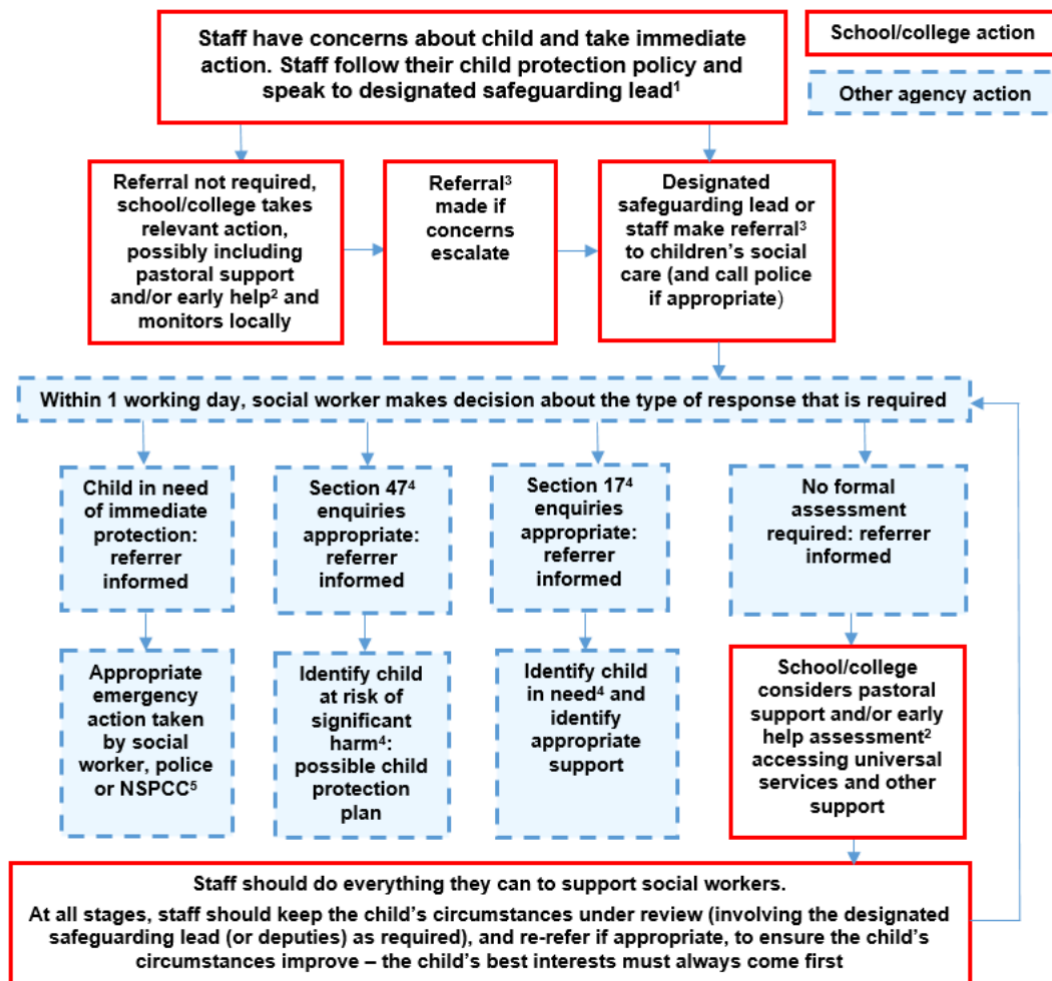 Staff have concerns about child and take immediate
action. Staff follow their child protection policy and
speak to designated safeguarding lead¹
School/college action
Other agency action
Referral not required,
school/college takes
relevant action,
possibly including
pastoral support
and/or early help² and
monitors locally
Referral³
made if
concerns
escalate
Designated
safeguarding lead or
staff make referral³
to children's social
care (and call police
if appropriate)
Within 1 working day, social worker makes decision about the type of response that is required
Child in need
of immediate
protection:
referrer
informed
Section 47⁴
enquiries
appropriate:
referrer
informed
Section 17⁴
enquiries
appropriate:
referrer
informed
No formal
assessment
required: referrer
informed
Appropriate
emergency
action taken
by social
worker, police
or NSPCC⁵
Identify child
at risk of
significant
harm⁴:
possible child
protection
plan
Identify child
in need⁴ and
identify
appropriate
support
School/college
considers pastoral
support and/or early
help assessment²
accessing universal
services and other
support
Staff should do everything they can to support social workers.
At all stages, staff should keep the child's circumstances under review (involving the designated
safeguarding lead (or deputies) as required), and re-refer if appropriate, to ensure the child's
circumstances improve – the child's best interests must always come first